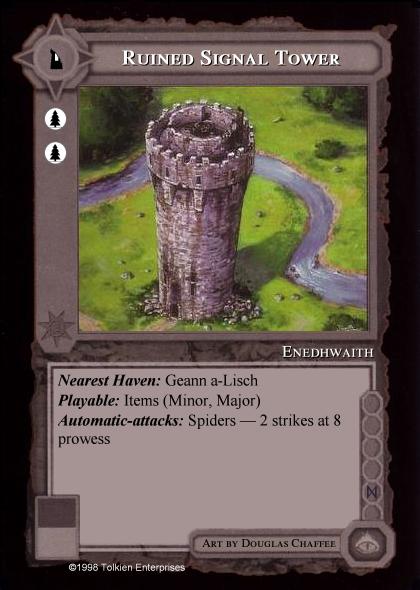 Ruined Signal Tower
Enedhwaith
Nearest Haven: Geann a-Lisch
Playable: Items (Minor, Major)
Automatic-attacks: Spiders — 2 strikes at 8
prowess
Art by Douglas Chaffee
©1998 Tolkien Enterprises